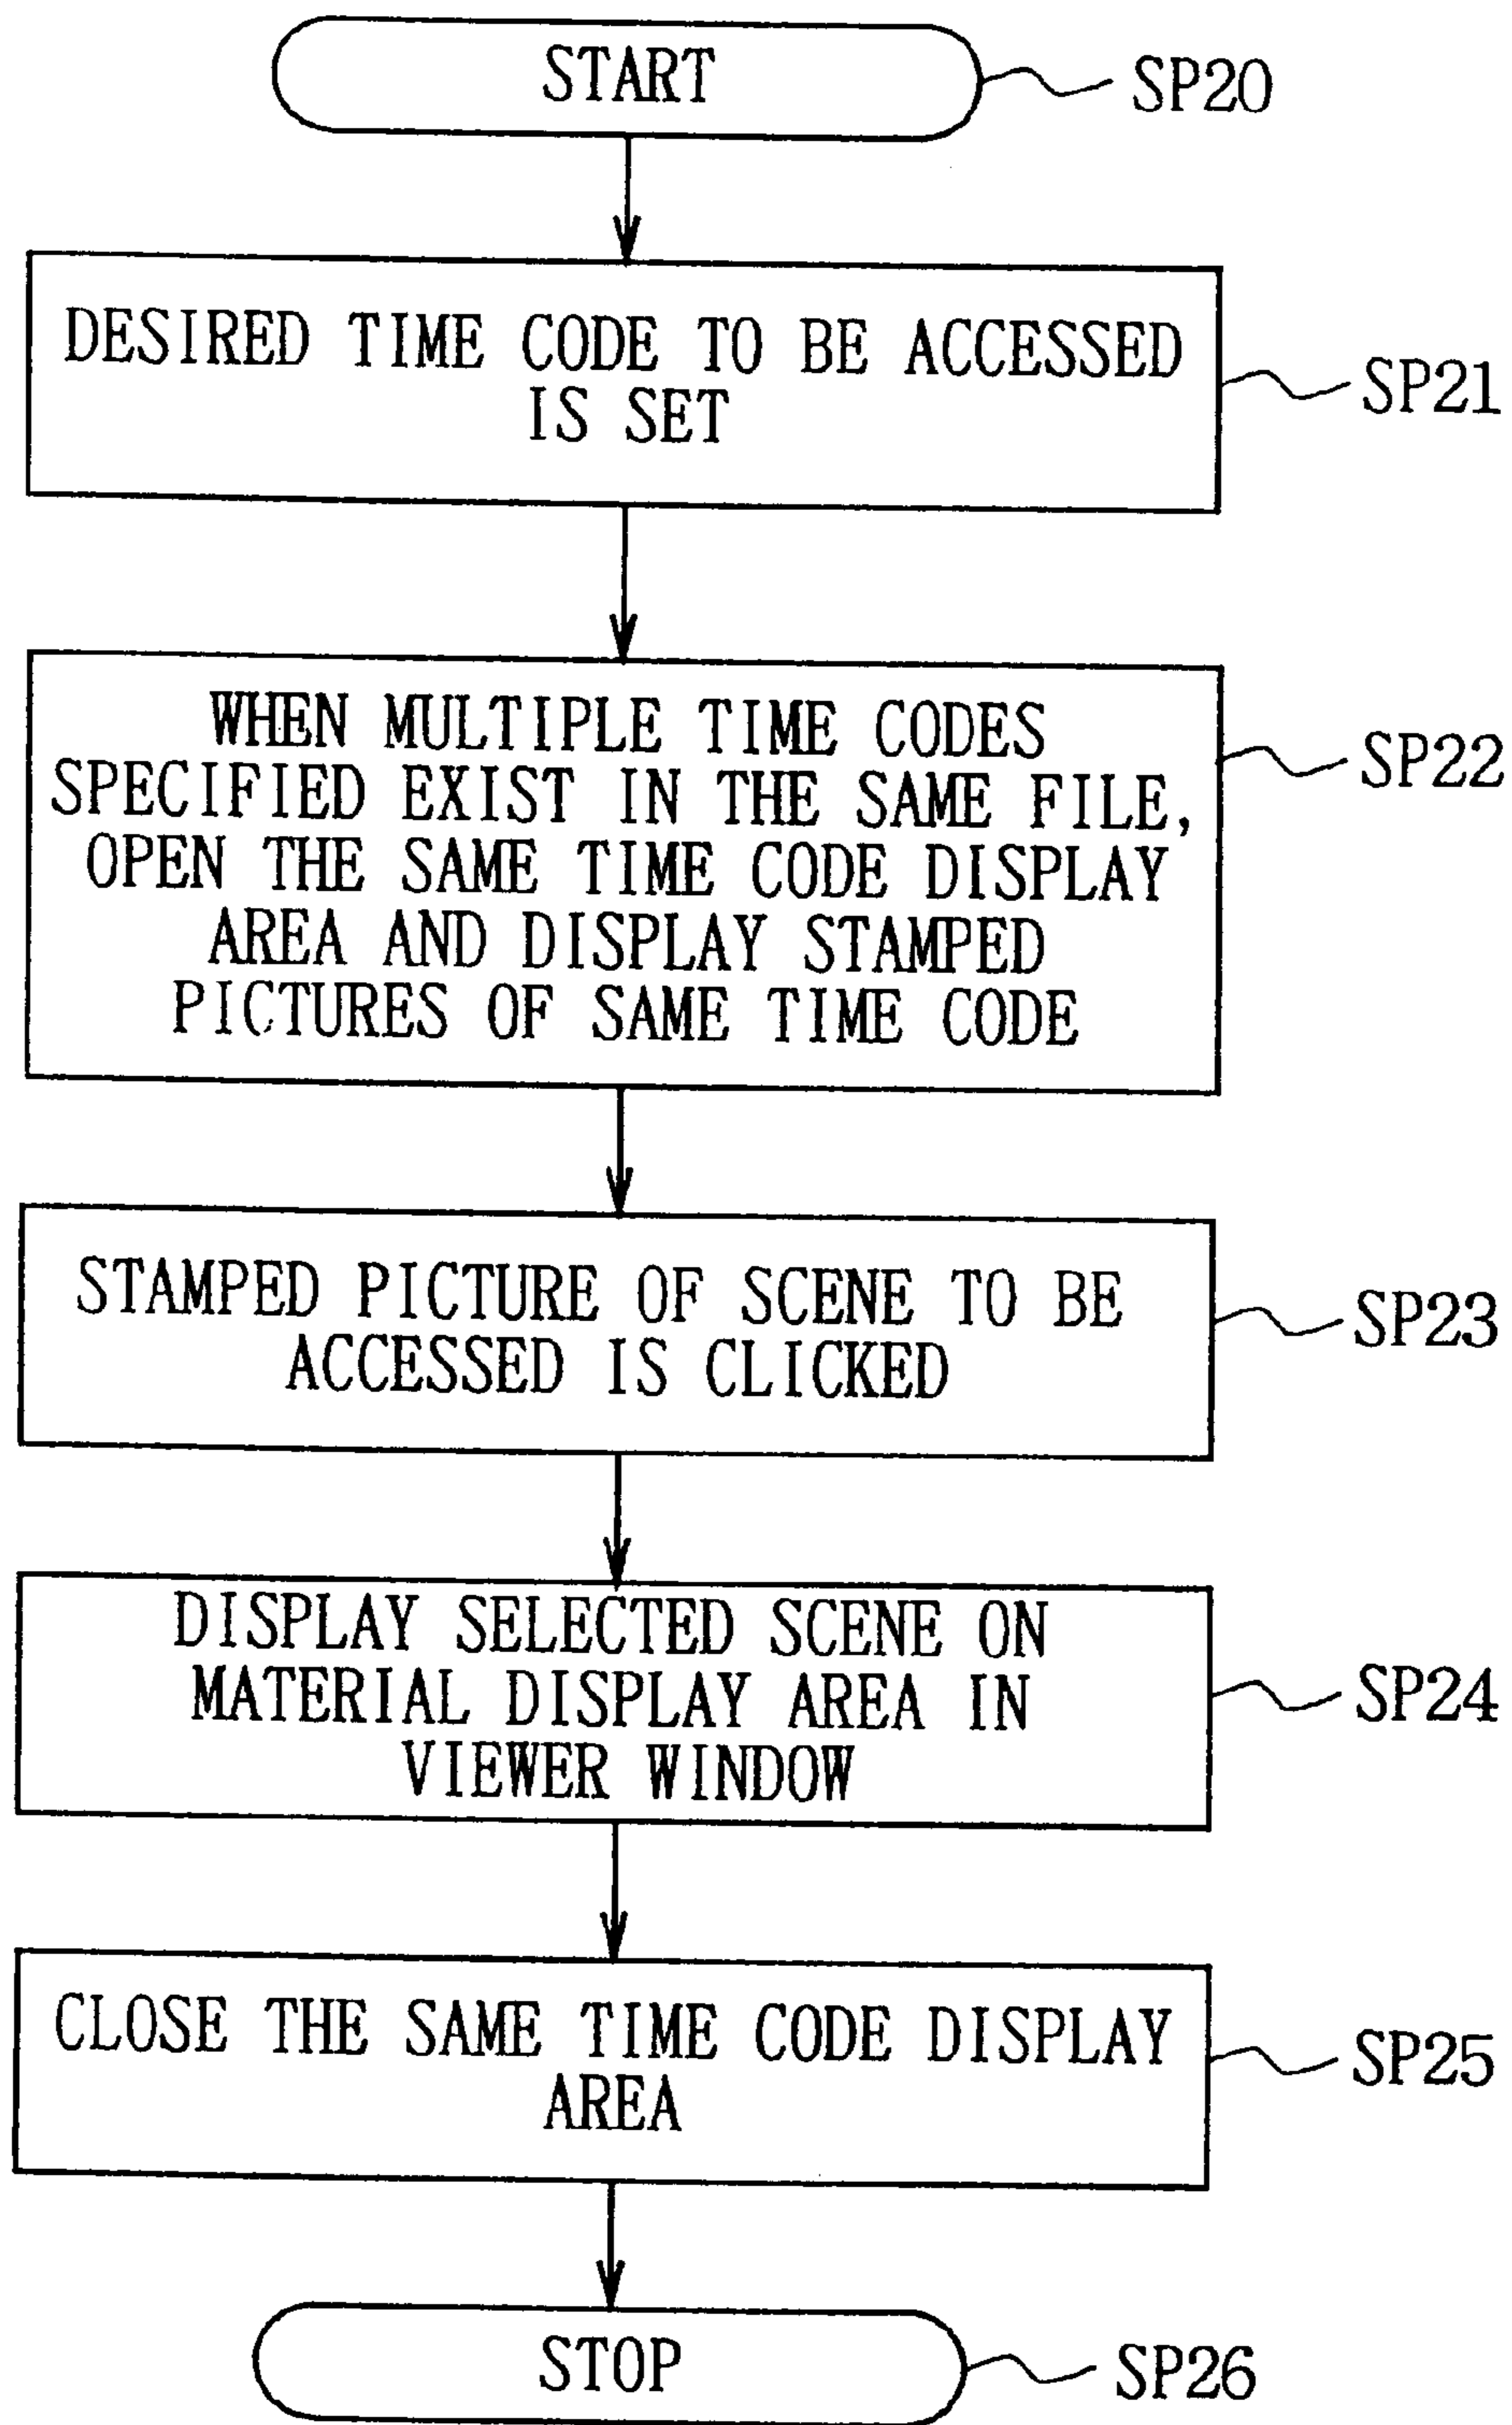 START
SP20
DESIRED TIME CODE TO BE ACCESSED
IS SET
SP21
WHEN MULTIPLE TIME CODES
SPECIFIED EXIST IN THE SAME FILE,
OPEN THE SAME TIME CODE DISPLAY
AREA AND DISPLAY STAMPED
PICTURES OF SAME TIME CODE
SP22
STAMPED PICTURE OF SCENE TO BE
ACCESSED IS CLICKED
SP23
DISPLAY SELECTED SCENE ON
MATERIAL DISPLAY AREA IN
VIEWER WINDOW
SP24
CLOSE THE SAME TIME CODE DISPLAY
AREA
SP25
STOP
SP26